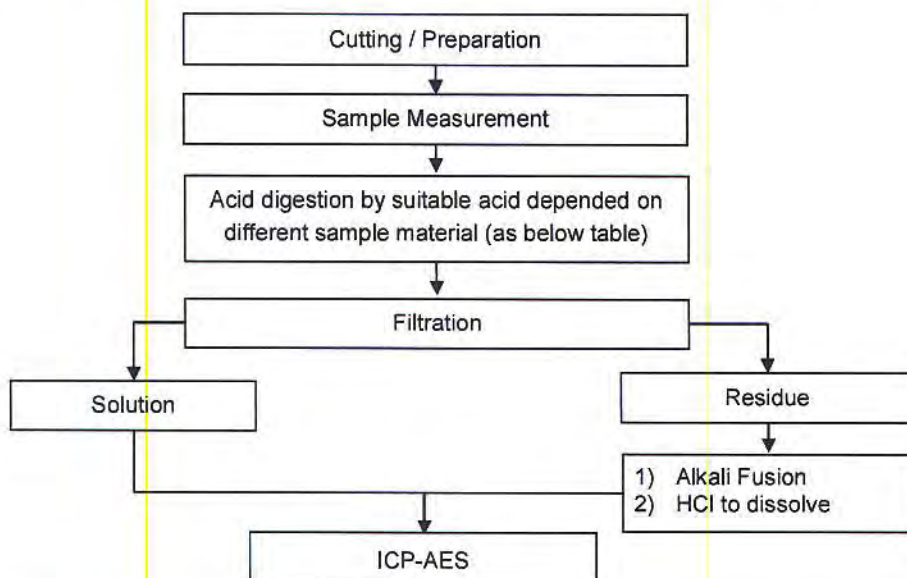 Cutting / Preparation
Sample Measurement
Acid digestion by suitable acid depended on
different sample material (as below table)
Filtration
Solution
Residue
1) Alkali Fusion
2) HCl to dissolve
ICP-AES